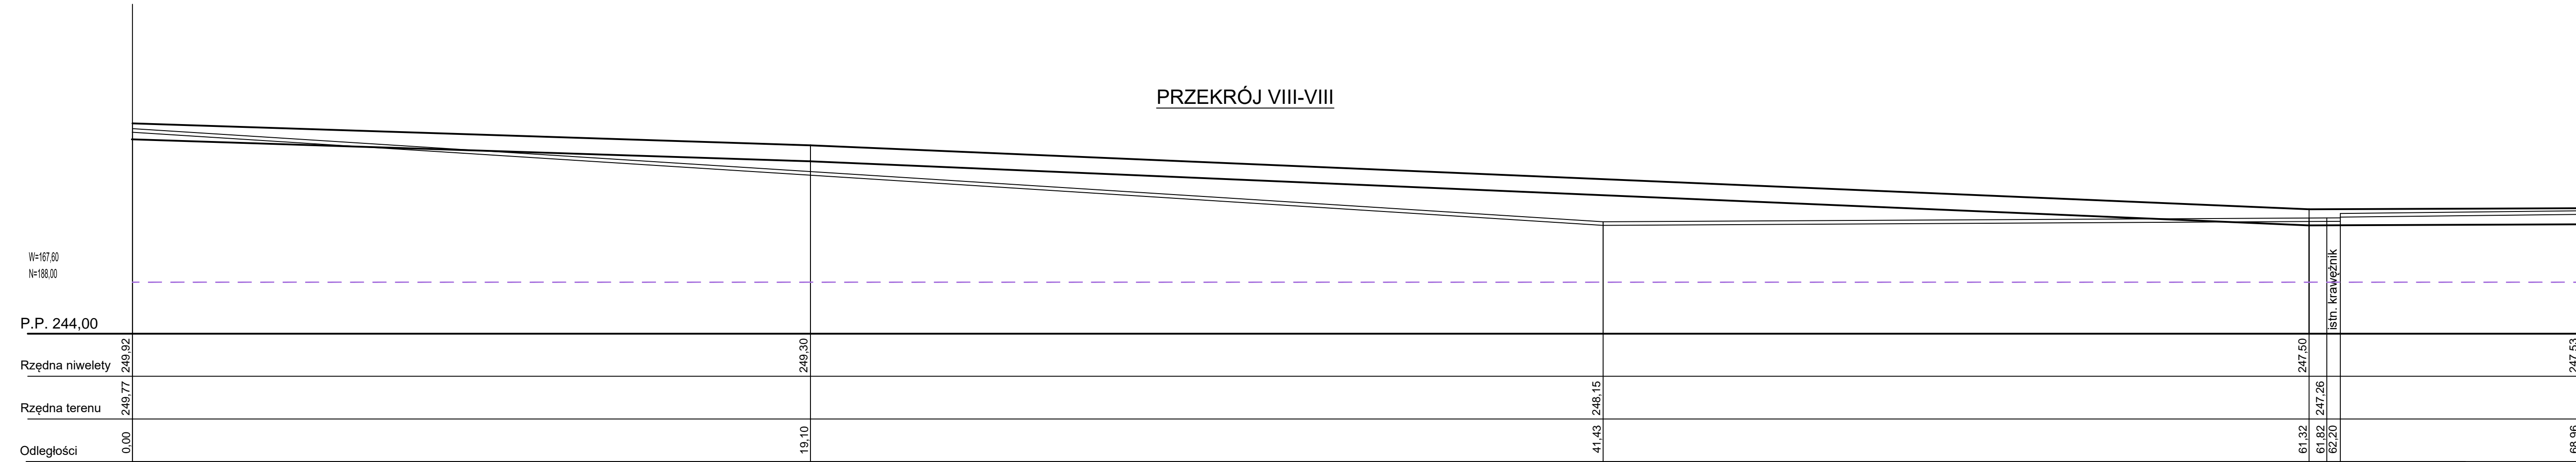 PRZEKRÓJ VIII-VIII
W=167,60
N=188,00
istn. krawężnik
P.P. 244,00
Rzędna niwelety 249,92 249,30 247,50 247,53
Rzędna terenu 249,77 248,15 247,26
Odległości 0,00 19,10 41,43 61,32 61,82 62,20 68,96